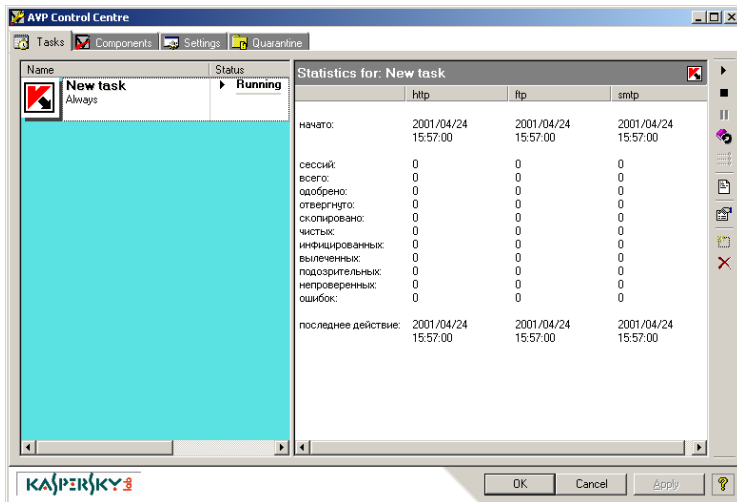 AVP Control Centre
Tasks Components Settings Quarantine
Name Status
New task Running
Always
Statistics for: New task
http ftp smtp
начато: 2001/04/24 2001/04/24 2001/04/24
15:57:00 15:57:00 15:57:00
сессий: 0 0 0
всего: 0 0 0
одобрено: 0 0 0
отвергнуто: 0 0 0
скопировано: 0 0 0
чистых: 0 0 0
инфицированных: 0 0 0
вылеченных: 0 0 0
подозрительных: 0 0 0
непроверенных: 0 0 0
ошибок: 0 0 0
последнее действие: 2001/04/24 2001/04/24 2001/04/24
15:57:00 15:57:00 15:57:00
KASPERSKY
OK Cancel Apply ?